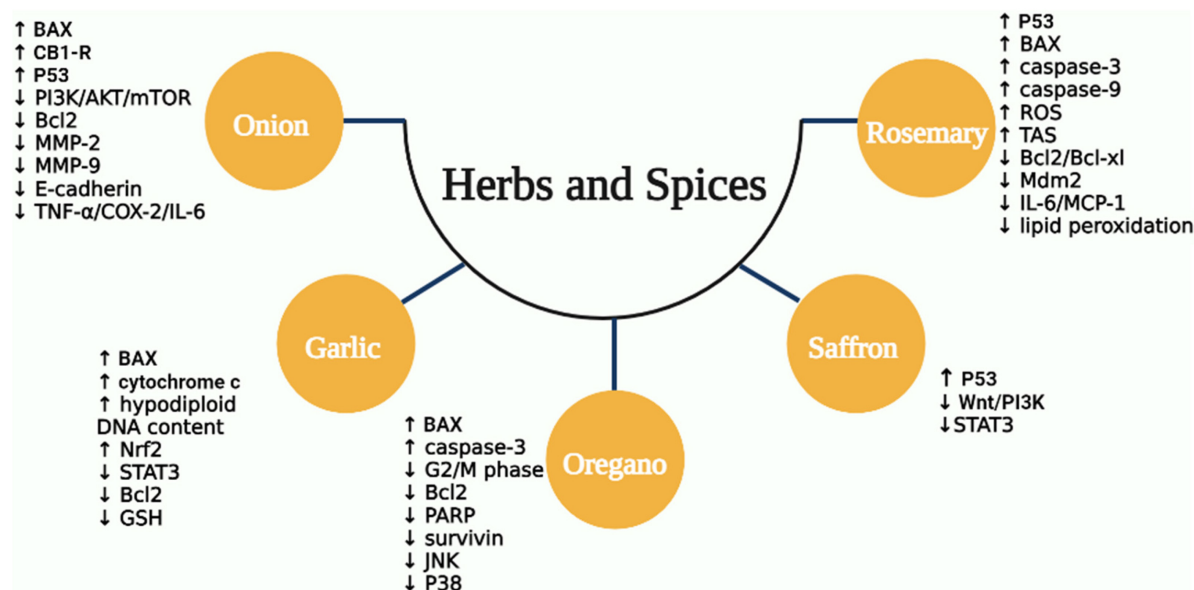 Herbs and Spices
Onion
↑ BAX
↑ CB1-R
↑ P53
↓ PI3K/AKT/mTOR
↓ Bcl2
↓ MMP-2
↓ MMP-9
↓ E-cadherin
↓ TNF-α/COX-2/IL-6
Garlic
↑ BAX
↑ cytochrome c
↑ hypodiploid
DNA content
↑ Nrf2
↓ STAT3
↓ Bcl2
↓ GSH
Oregano
↑ BAX
↑ caspase-3
↓ G2/M phase
↓ Bcl2
↓ PARP
↓ survivin
↓ JNK
↓ P38
Saffron
↑ P53
↓ Wnt/PI3K
↓STAT3
Rosemary
↑ P53
↑ BAX
↑ caspase-3
↑ caspase-9
↑ ROS
↑ TAS
↓ Bcl2/Bcl-xl
↓ Mdm2
↓ IL-6/MCP-1
↓ lipid peroxidation